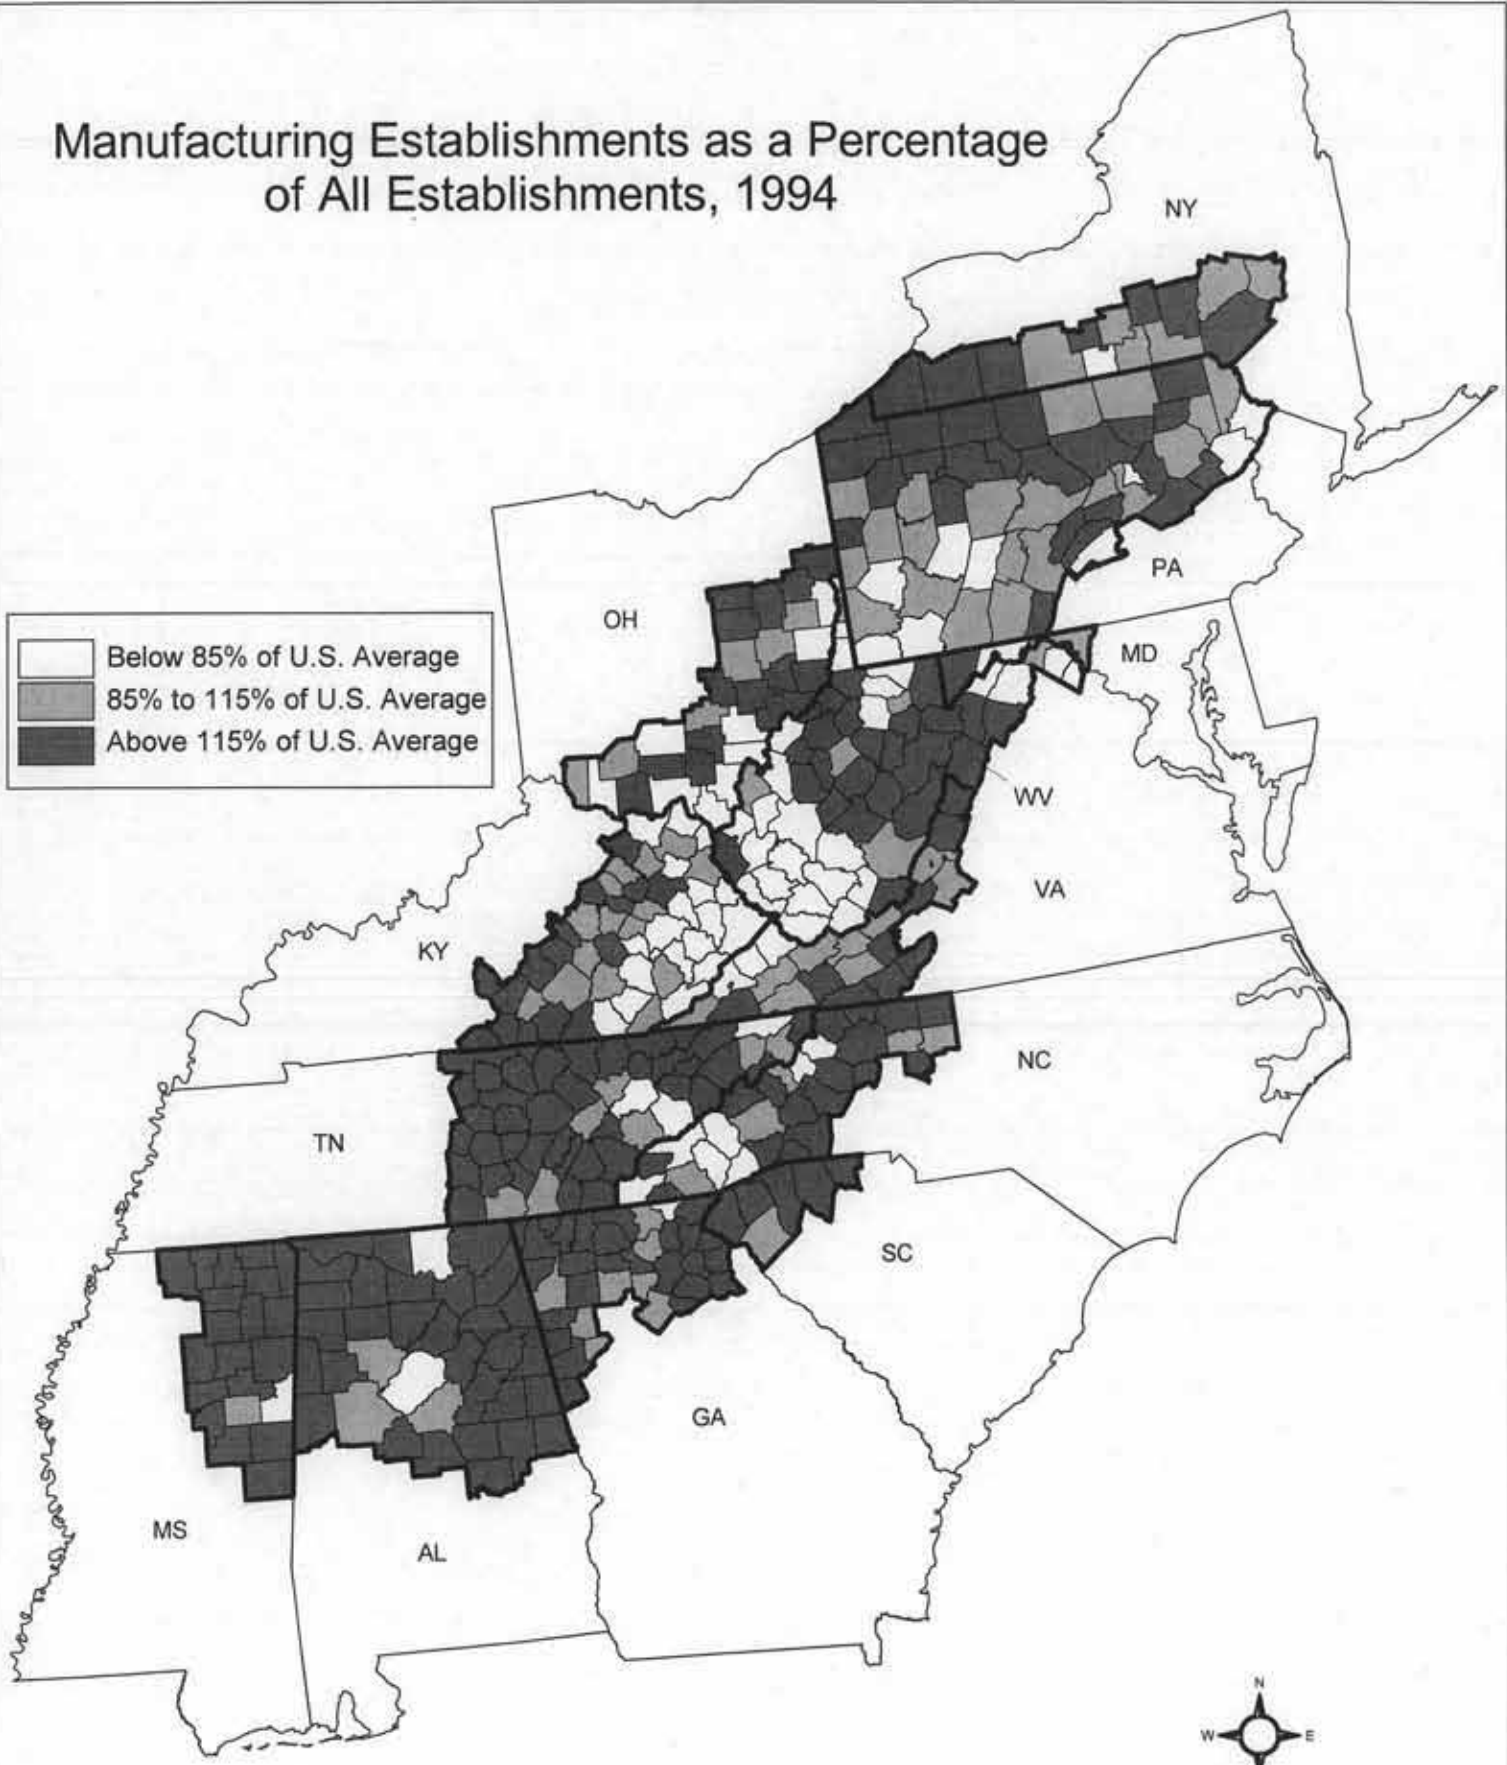 Manufacturing Establishments as a Percentage
of All Establishments, 1994
NY
PA
OH
MD
Below 85% of U.S. Average
85% to 115% of U.S. Average
Above 115% of U.S. Average
WV
VA
KY
NC
TN
SC
GA
MS
AL
N
W
E